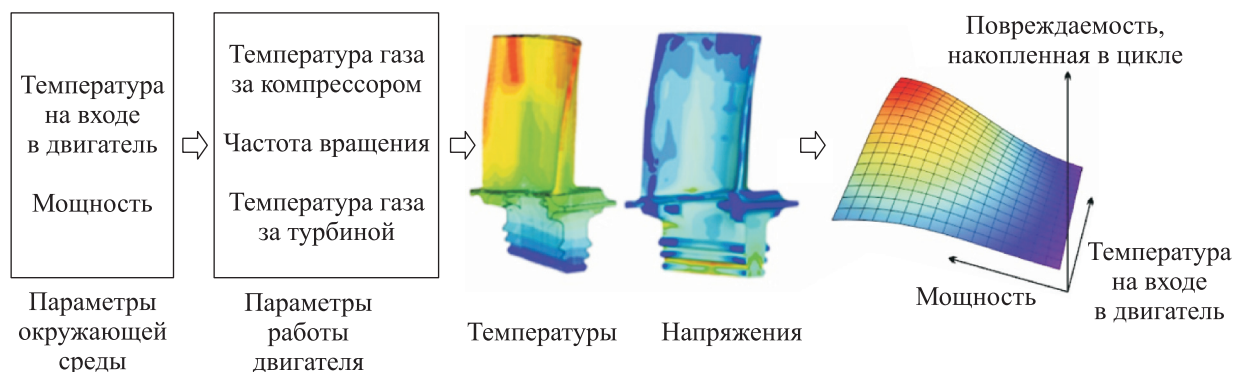 Температура
на входе
в двигатель
Мощность
Параметры
окружающей
среды
Температура газа
за компрессором
Частота вращения
Температура газа
за турбиной
Параметры
работы
двигателя
Температуры
Напряжения
Повреждаемость,
накопленная в цикле
Мощность
Температура
на входе
в двигатель